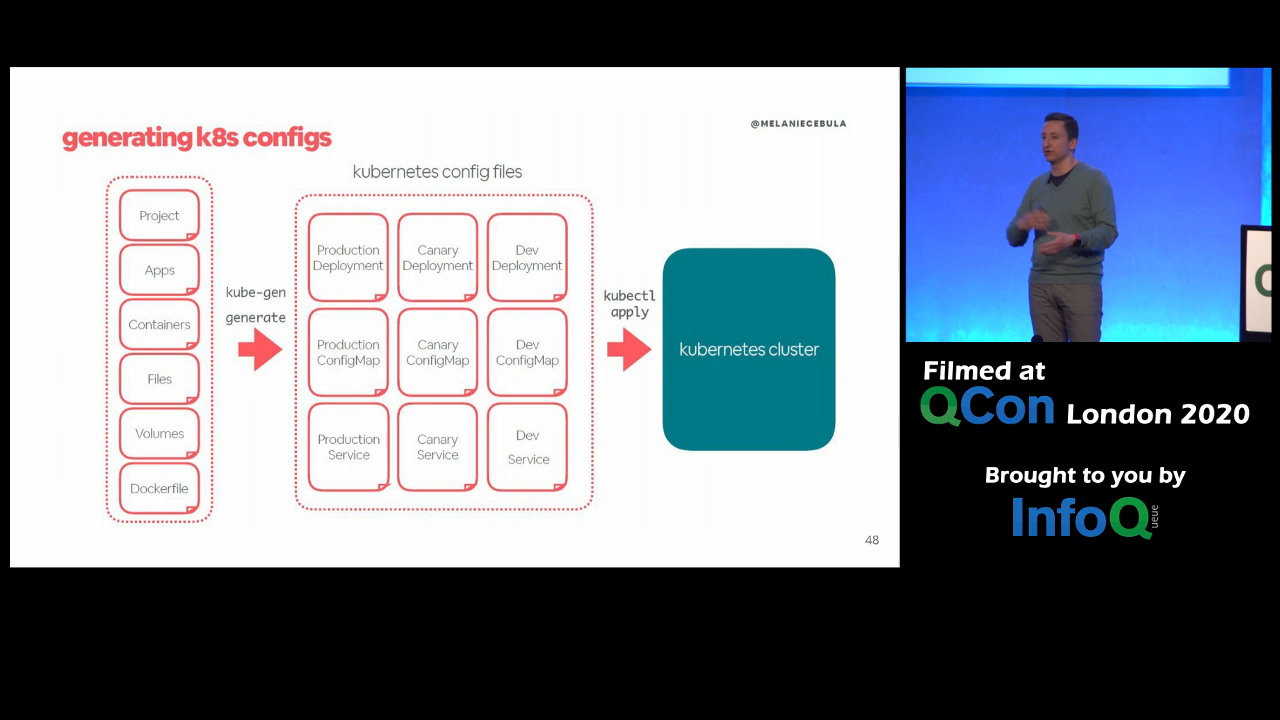 generating k8s configs
@MELANIECEBULA
kubernetes config files
Project
Apps
Containers
Files
Volumes
Dockerfile
kube-gen
generate
Production
Deployment
Canary
Deployment
Dev
Deployment
Production
ConfigMap
Canary
ConfigMap
Dev
ConfigMap
Production
Service
Canary
Service
Dev
Service
kubectl
apply
kubernetes cluster
48
Filmed at
QCon London 2020
Brought to you by
InfoQueue